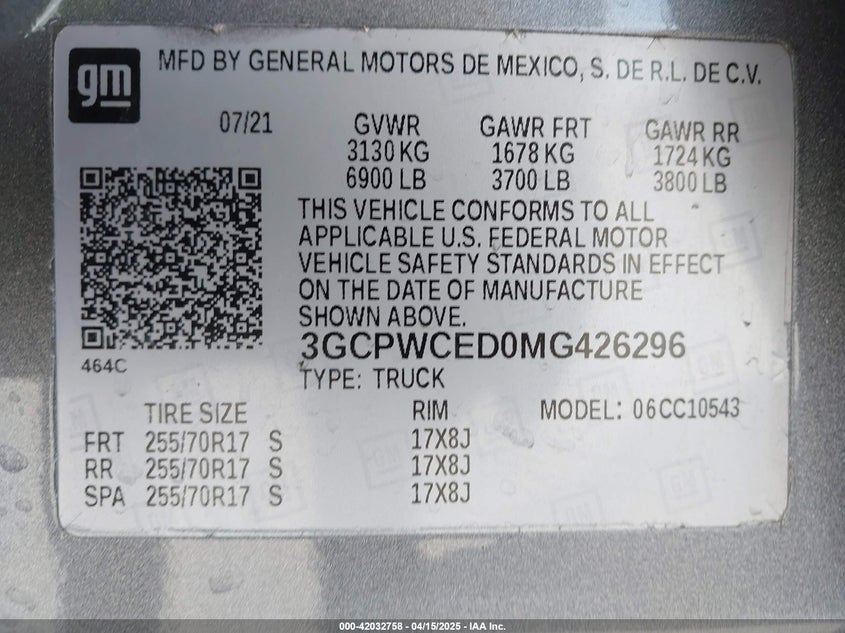 gm
MFD BY GENERAL MOTORS DE MEXICO, S. DE R.L. DE C.V.
07/21 GVWR GAWR FRT GAWR RR
3130 KG 1678 KG 1724 KG
6900 LB 3700 LB 3800 LB
THIS VEHICLE CONFORMS TO ALL
APPLICABLE U.S. FEDERAL MOTOR
VEHICLE SAFETY STANDARDS IN EFFECT
ON THE DATE OF MANUFACTURE
SHOWN ABOVE.
3GCPWCED0MG426296
464C
TYPE: TRUCK
TIRE SIZE RIM MODEL: 06CC10543
FRT 255/70R17 S 17X8J
RR 255/70R17 S 17X8J
SPA 255/70R17 S 17X8J
000-42032758 - 04/15/2025 - IAA Inc.